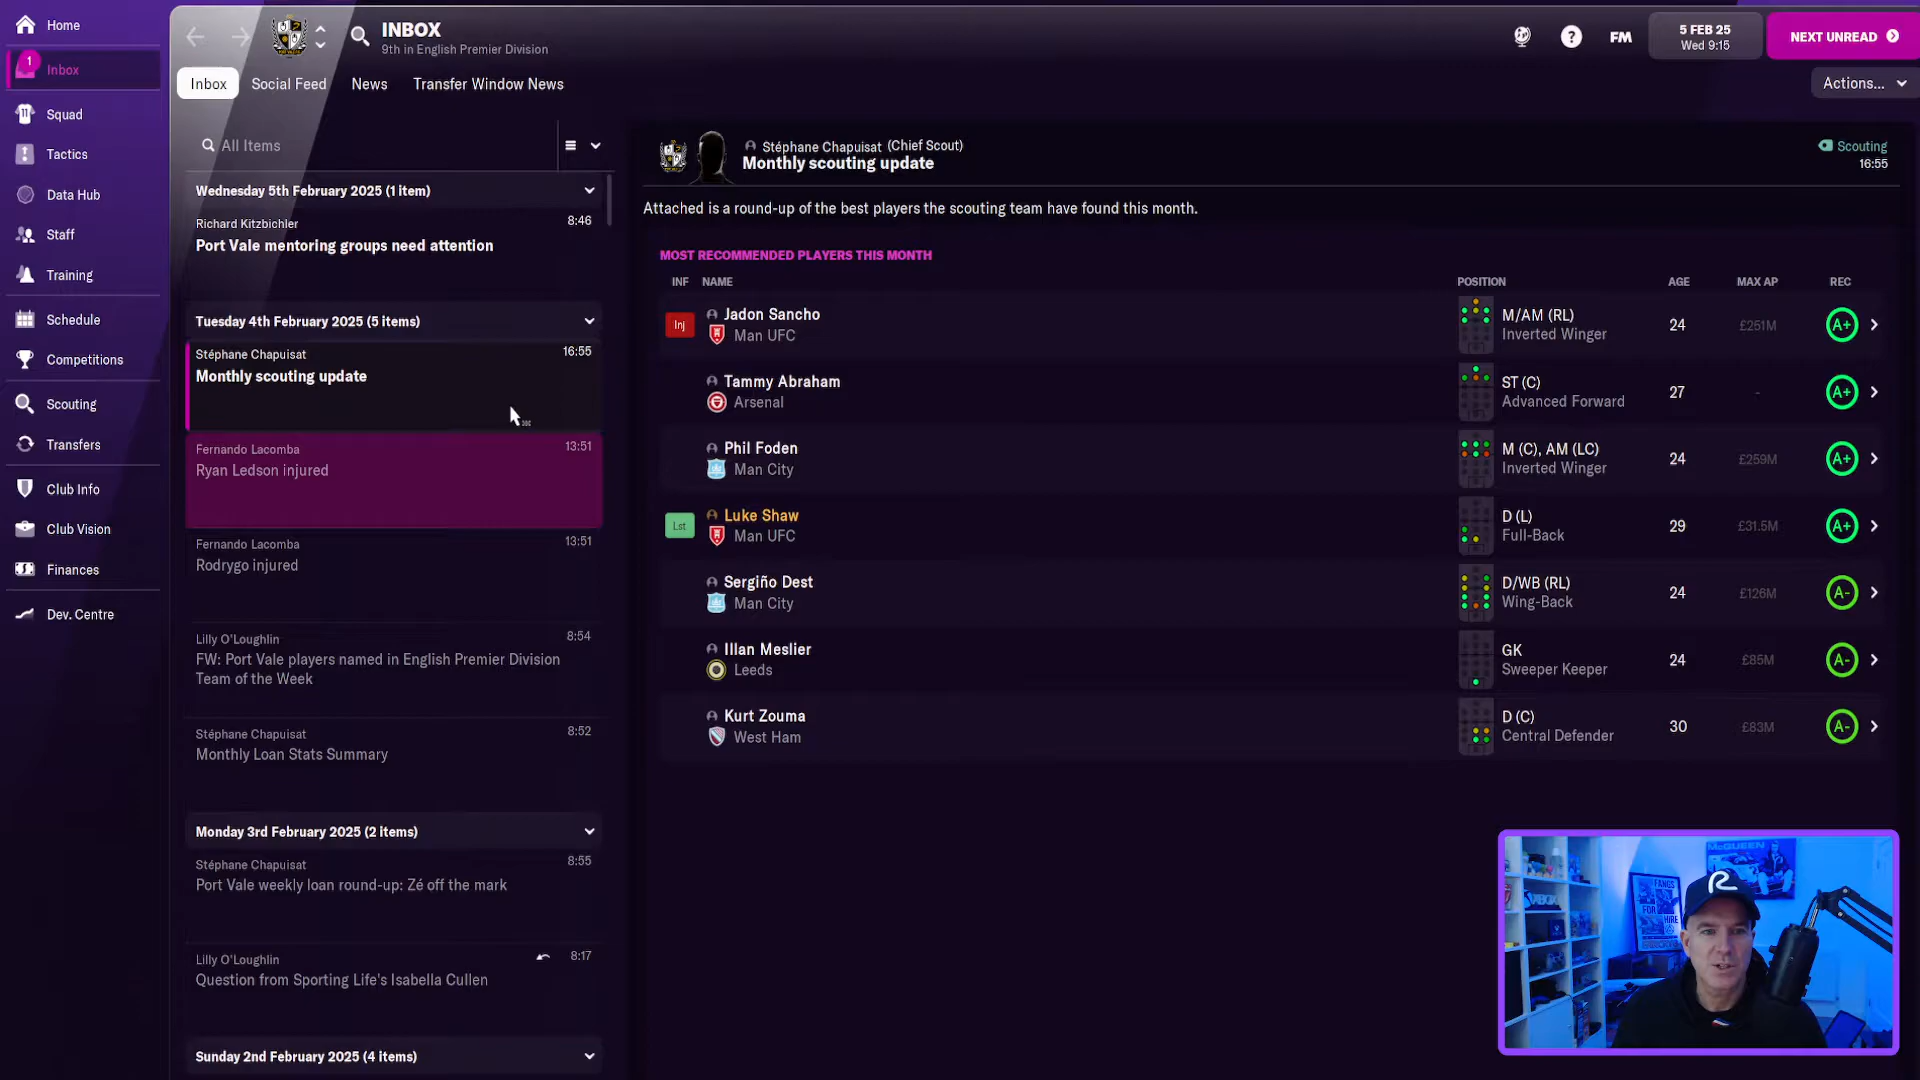 Home
1
Inbox
Squad
Tactics
Data Hub
Staff
Training
Schedule
Competitions
Scouting
Transfers
Club Info
Club Vision
Finances
Dev. Centre
INBOX
9th in English Premier Division
FM
5 FEB 25
Wed 9:15
NEXT UNREAD
Inbox
Social Feed
News
Transfer Window News
Actions...
All Items
Wednesday 5th February 2025 (1 item)
Richard Kitzbichler
8:46
Port Vale mentoring groups need attention
Tuesday 4th February 2025 (5 items)
Stéphane Chapuisat
16:55
Monthly scouting update
Fernando Lacomba
13:51
Ryan Ledson injured
Fernando Lacomba
13:51
Rodrygo injured
Lilly O'Loughlin
8:54
FW: Port Vale players named in English Premier Division
Team of the Week
Stéphane Chapuisat
8:52
Monthly Loan Stats Summary
Monday 3rd February 2025 (2 items)
Stéphane Chapuisat
8:55
Port Vale weekly loan round-up: Zé off the mark
Lilly O'Loughlin
8:17
Question from Sporting Life's Isabella Cullen
Sunday 2nd February 2025 (4 items)
Stéphane Chapuisat (Chief Scout)
Monthly scouting update
Scouting
16:55
Attached is a round-up of the best players the scouting team have found this month.
MOST RECOMMENDED PLAYERS THIS MONTH
INF NAME POSITION AGE MAX AP REC
Inj Jadon Sancho M/AM (RL) 24 £251M A+
Man UFC Inverted Winger
Tammy Abraham ST (C) 27 - A+
Arsenal Advanced Forward
Phil Foden M (C), AM (LC) 24 £259M A+
Man City Inverted Winger
Lst Luke Shaw D (L) 29 £31.5M A+
Man UFC Full-Back
Sergiño Dest D/WB (RL) 24 £126M A-
Man City Wing-Back
Illan Meslier GK 24 £85M A-
Leeds Sweeper Keeper
Kurt Zouma D (C) 30 £83M A-
West Ham Central Defender
McQUEEN
FANGS
FOR
HIRE
XBOX
R